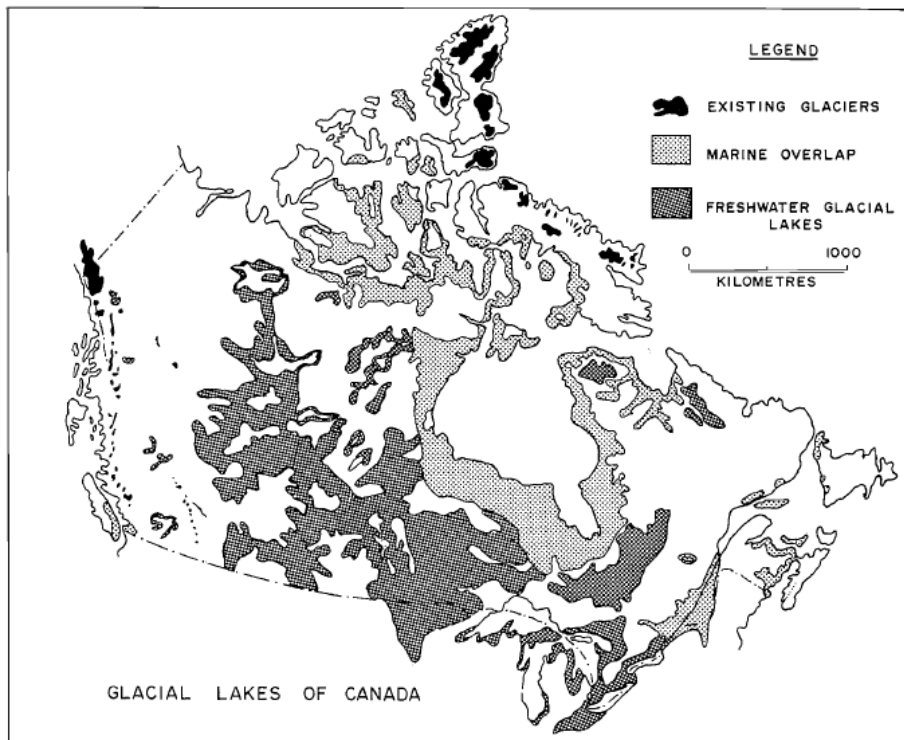 LEGEND
EXISTING GLACIERS
MARINE OVERLAP
FRESHWATER GLACIAL
LAKES
0 1000
KILOMETRES
GLACIAL LAKES OF CANADA